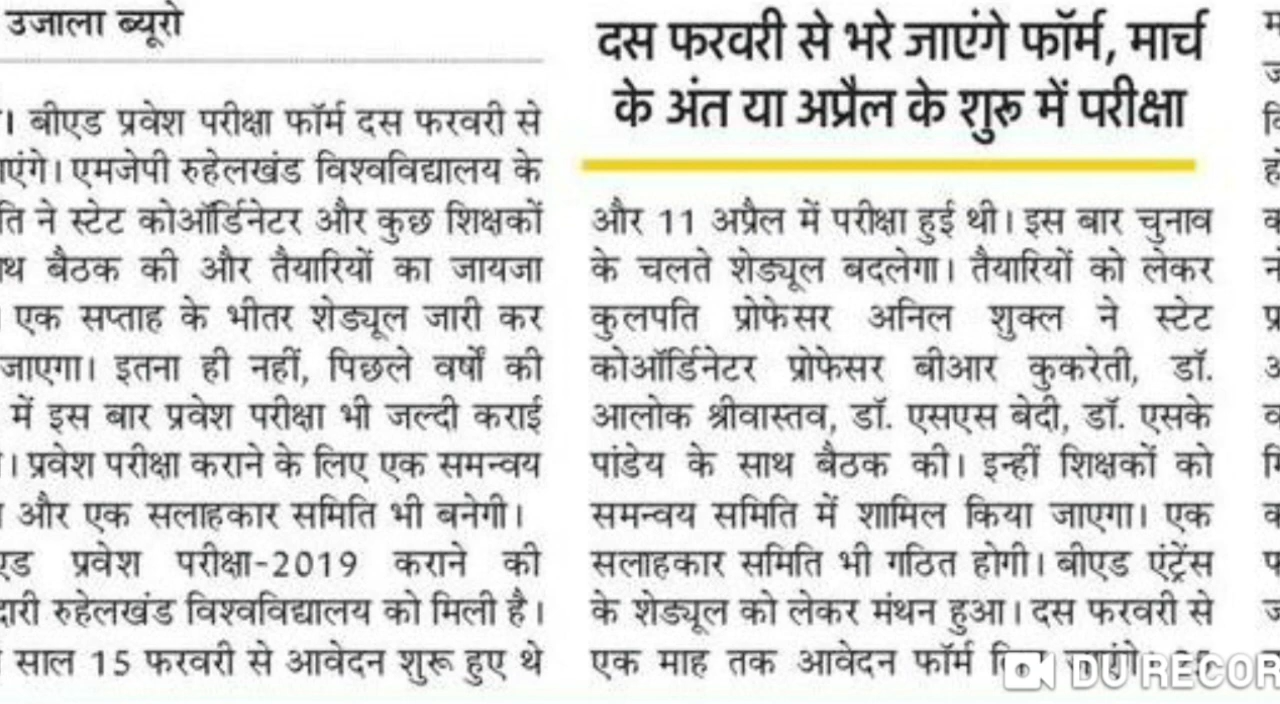 उजाला ब्यूरो
। बीएड प्रवेश परीक्षा फॉर्म दस फरवरी से
एंगे। एमजेपी रुहेलखंड विश्वविद्यालय के
ति ने स्टेट कोऑर्डिनेटर और कुछ शिक्षकों
थ बैठक की और तैयारियों का जायजा
एक सप्ताह के भीतर शेड्यूल जारी कर
जाएगा। इतना ही नहीं, पिछले वर्षों की
में इस बार प्रवेश परीक्षा भी जल्दी कराई
। प्रवेश परीक्षा कराने के लिए एक समन्वय
और एक सलाहकार समिति भी बनेगी।
एड प्रवेश परीक्षा-2019 कराने की
दारी रुहेलखंड विश्वविद्यालय को मिली है।
साल 15 फरवरी से आवेदन शुरू हुए थे
दस फरवरी से भरे जाएंगे फॉर्म, मार्च
के अंत या अप्रैल के शुरू में परीक्षा
और 11 अप्रैल में परीक्षा हुई थी। इस बार चुनाव
के चलते शेड्यूल बदलेगा। तैयारियों को लेकर
कुलपति प्रोफेसर अनिल शुक्ल ने स्टेट
कोऑर्डिनेटर प्रोफेसर बीआर कुकरेती, डॉ.
आलोक श्रीवास्तव, डॉ. एसएस बेदी, डॉ. एसके
पांडेय के साथ बैठक की। इन्हीं शिक्षकों को
समन्वय समिति में शामिल किया जाएगा। एक
सलाहकार समिति भी गठित होगी। बीएड एंट्रेंस
के शेड्यूल को लेकर मंथन हुआ। दस फरवरी से
एक माह तक आवेदन फॉर्म
DU RECOR